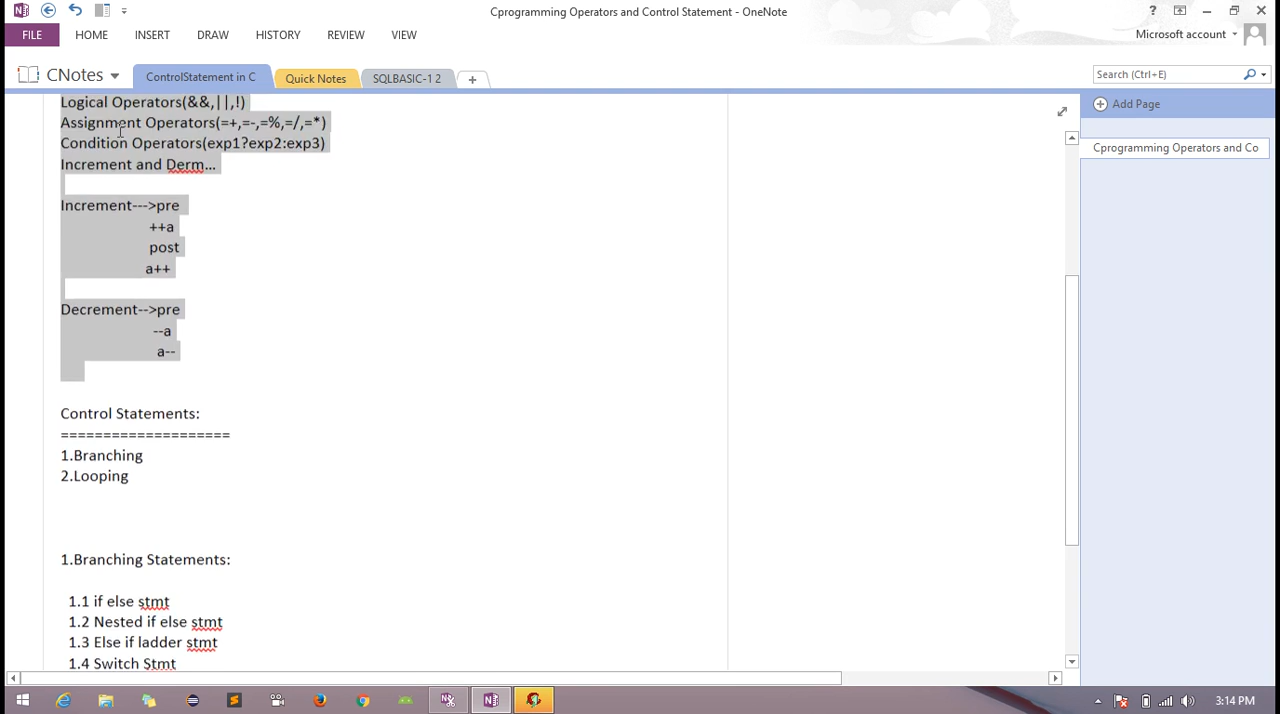 Cprogramming Operators and Control Statement - OneNote
?
FILE HOME INSERT DRAW HISTORY REVIEW VIEW
Microsoft account
CNotes
ControlStatement in C
Quick Notes
SQLBASIC-1 2
+
Search (Ctrl+E)
Logical Operators(&&,||,!)
Assignment Operators(=+,=-,=%,=/,=*)
Condition Operators(exp1?exp2:exp3)
Increment and Derm...
Increment--->pre
++a
post
a++
Decrement-->pre
--a
a--
Control Statements:
====================
1.Branching
2.Looping
1.Branching Statements:
1.1 if else stmt
1.2 Nested if else stmt
1.3 Else if ladder stmt
1.4 Switch Stmt
Add Page
Cprogramming Operators and Co
3:14 PM